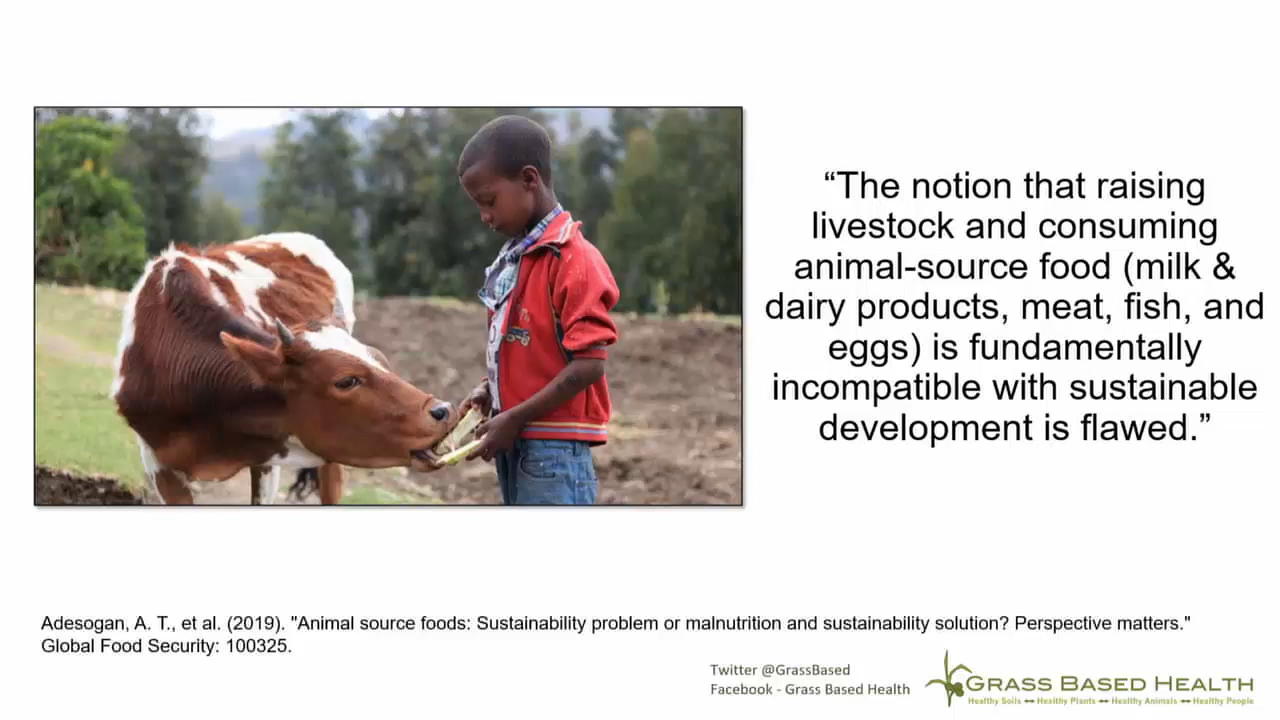 “The notion that raising
livestock and consuming
animal-source food (milk &
dairy products, meat, fish, and
eggs) is fundamentally
incompatible with sustainable
development is flawed.”
Adesogan, A. T., et al. (2019). "Animal source foods: Sustainability problem or malnutrition and sustainability solution? Perspective matters."
Global Food Security: 100325.
Twitter @GrassBased
Facebook - Grass Based Health
GRASS BASED HEALTH
Healthy Soils ↔ Healthy Plants ↔ Healthy Animals ↔ Healthy People